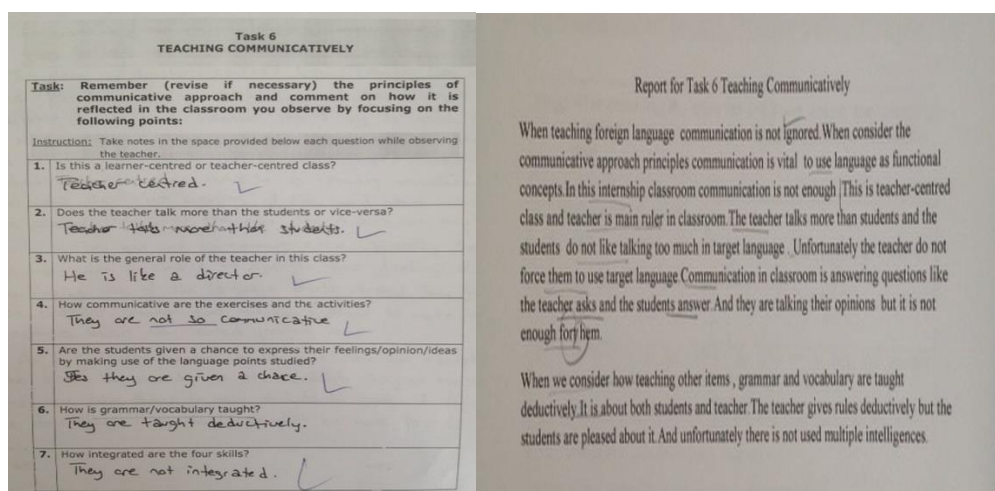 Task 6
TEACHING COMMUNICATIVELY
Task: Remember (revise if necessary) the principles of
communicative approach and comment on how it is
reflected in the classroom you observe by focusing on the
following points:
Instruction: Take notes in the space provided below each question while observing
the teacher.
1. Is this a learner-centred or teacher-centred class?
Teacher centred.
2. Does the teacher talk more than the students or vice-versa?
Teacher talks more than students.
3. What is the general role of the teacher in this class?
He is like a director.
4. How communicative are the exercises and the activities?
They are not so communicative
5. Are the students given a chance to express their feelings/opinion/ideas
by making use of the language points studied?
Yes they are given a chace.
6. How is grammar/vocabulary taught?
They are taught deductively.
7. How integrated are the four skills?
They are not integrated.
Report for Task 6 Teaching Communicatively
When teaching foreign language communication is not ignored.When consider the
communicative approach principles communication is vital to use language as functional
concepts.In this internship classroom communication is not enough.This is teacher-centred
class and teacher is main ruler in classroom.The teacher talks more than students and the
students do not like talking too much in target language .Unfortunately the teacher do not
force them to use target language.Communication in classroom is answering questions like
the teacher asks and the students answer.And they are talking their opinions but it is not
enough fort hem.
When we consider how teaching other items , grammar and vocabulary are taught
deductively.It is about both students and teacher.The teacher gives rules deductively but the
students are pleased about it.And unfortunately there is not used multiple intelligences.